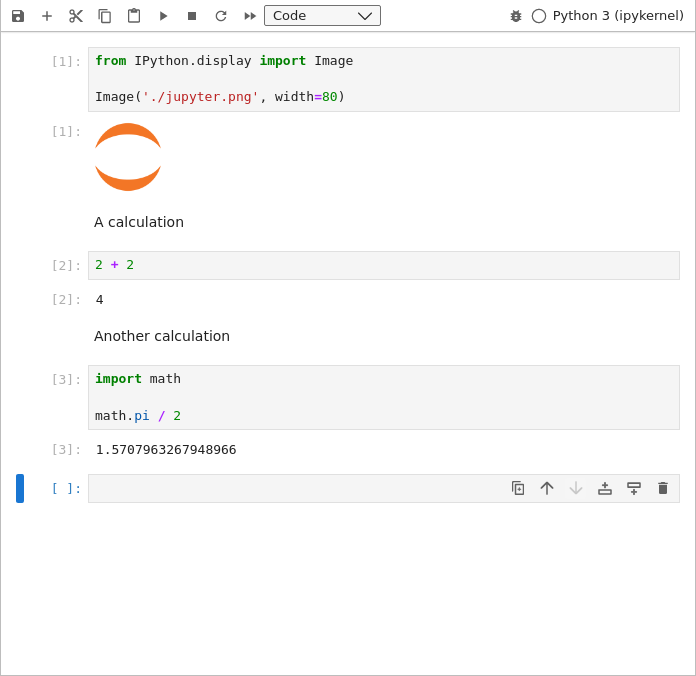 Code
Python 3 (ipykernel)
[1]:
from IPython.display import Image
Image('./jupyter.png', width=80)
[1]:
A calculation
[2]:
2 + 2
[2]:
4
Another calculation
[3]:
import math
math.pi / 2
[3]:
1.5707963267948966
[ ]: